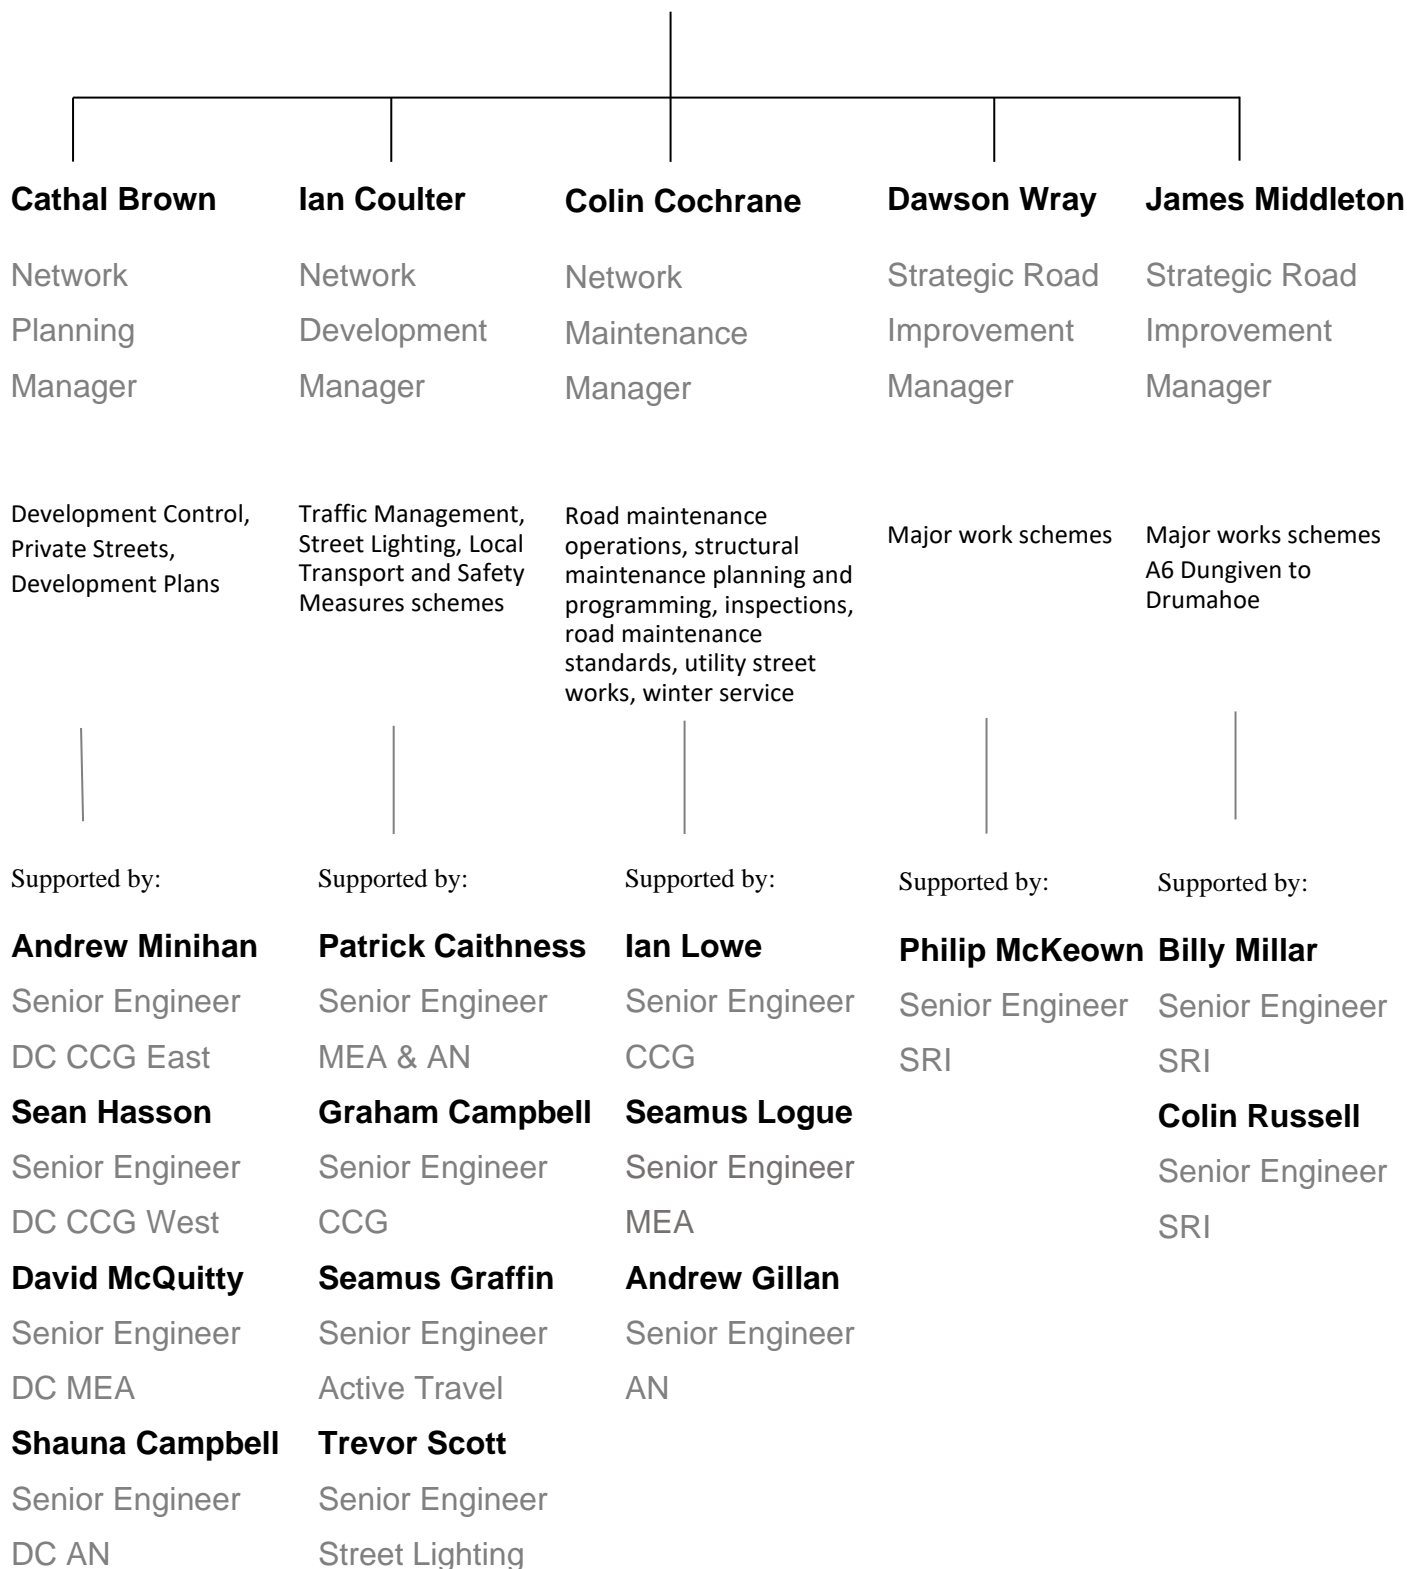 Cathal Brown
Network
Planning
Manager
Development Control,
Private Streets,
Development Plans
Supported by:
Andrew Minihan
Senior Engineer
DC CCG East
Sean Hasson
Senior Engineer
DC CCG West
David McQuitty
Senior Engineer
DC MEA
Shauna Campbell
Senior Engineer
DC AN
Ian Coulter
Network
Development
Manager
Traffic Management,
Street Lighting, Local
Transport and Safety
Measures schemes
Supported by:
Patrick Caithness
Senior Engineer
MEA & AN
Graham Campbell
Senior Engineer
CCG
Seamus Graffin
Senior Engineer
Active Travel
Trevor Scott
Senior Engineer
Street Lighting
Colin Cochrane
Network
Maintenance
Manager
Road maintenance
operations, structural
maintenance planning and
programming, inspections,
road maintenance
standards, utility street
works, winter service
Supported by:
Ian Lowe
Senior Engineer
CCG
Seamus Logue
Senior Engineer
MEA
Andrew Gillan
Senior Engineer
AN
Dawson Wray
Strategic Road
Improvement
Manager
Major work schemes
Supported by:
Philip McKeown
Senior Engineer
SRI
James Middleton
Strategic Road
Improvement
Manager
Major works schemes
A6 Dungiven to
Drumahoe
Supported by:
Billy Millar
Senior Engineer
SRI
Colin Russell
Senior Engineer
SRI